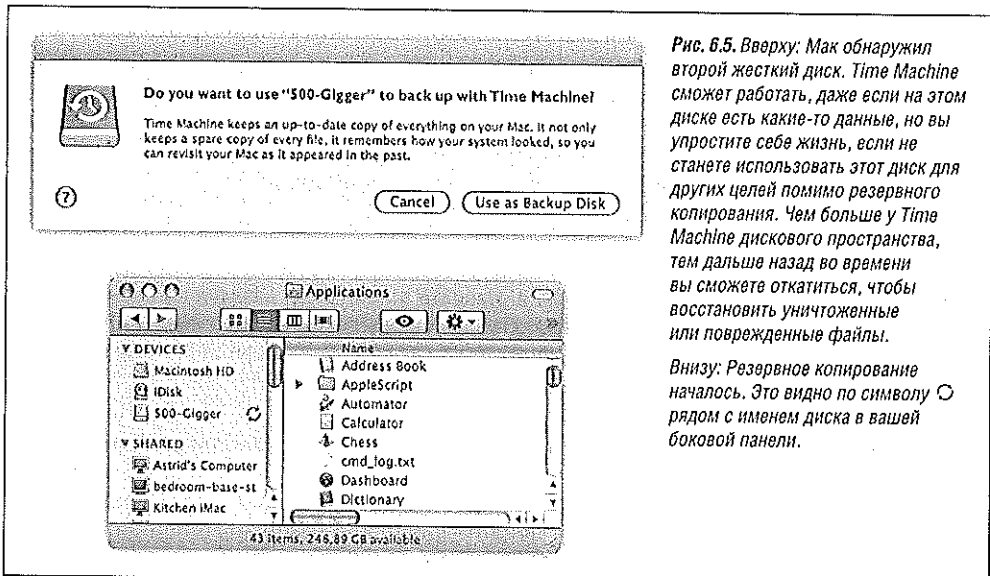 Do you want to use "500-Gigger" to back up with Time Machine?
Time Machine keeps an up-to-date copy of everything on your Mac. It not only
keeps a spare copy of every file, it remembers how your system looked, so you
can revisit your Mac as it appeared in the past.
?
Cancel
Use as Backup Disk
Applications
DEVICES
Macintosh HD
iDisk
500-Gigger
SHARED
Astrid's Computer
bedroom-base-st
Kitchen iMac
Name
Address Book
AppleScript
Automator
Calculator
Chess
cmd_log.txt
Dashboard
Dictionary
43 items, 246.89 GB available
Рис. 6.5. Вверху: Мак обнаружил
второй жесткий диск. Time Machine
сможет работать, даже если на этом
диске есть какие-то данные, но вы
упростите себе жизнь, если не
станете использовать этот диск для
других целей помимо резервного
копирования. Чем больше у Time
Machine дискового пространства,
тем дальше назад во времени
вы сможете откатиться, чтобы
восстановить уничтоженные
или поврежденные файлы.
Внизу: Резервное копирование
началось. Это видно по символу
рядом с именем диска в вашей
боковой панели.